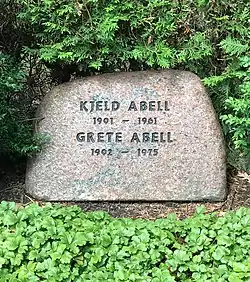 KJELD ABELL
1901 - 1961
GRETE ABELL
1902 - 1975